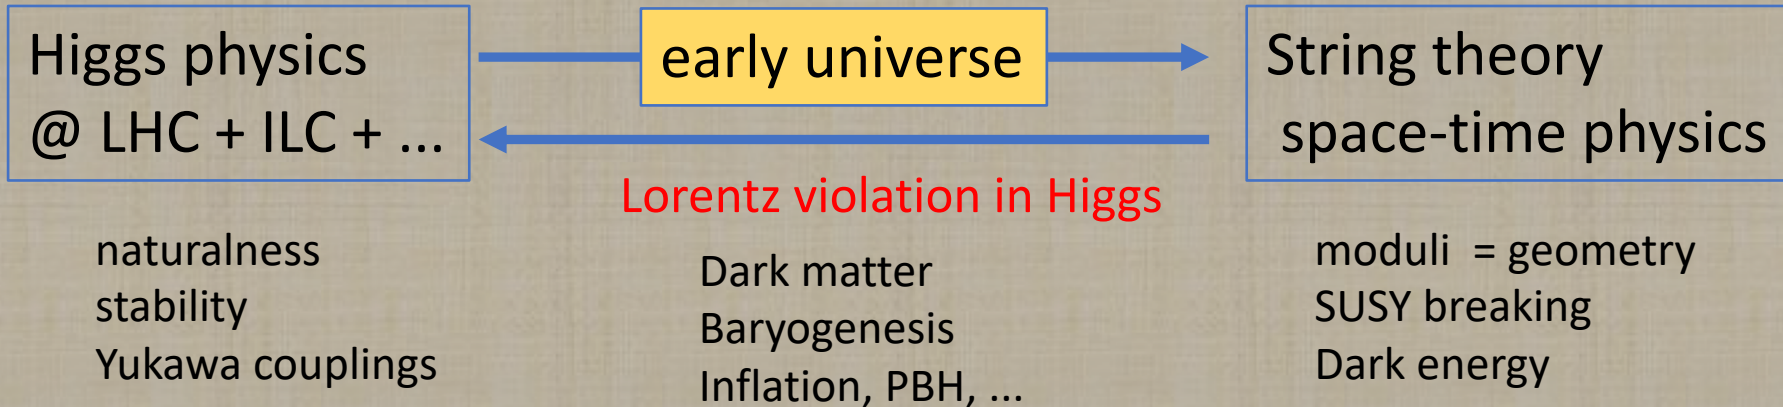 Higgs physics
@ LHC + ILC + ...
early universe
String theory
space-time physics
Lorentz violation in Higgs
naturalness
stability
Yukawa couplings
Dark matter
Baryogenesis
Inflation, PBH, ...
moduli = geometry
SUSY breaking
Dark energy